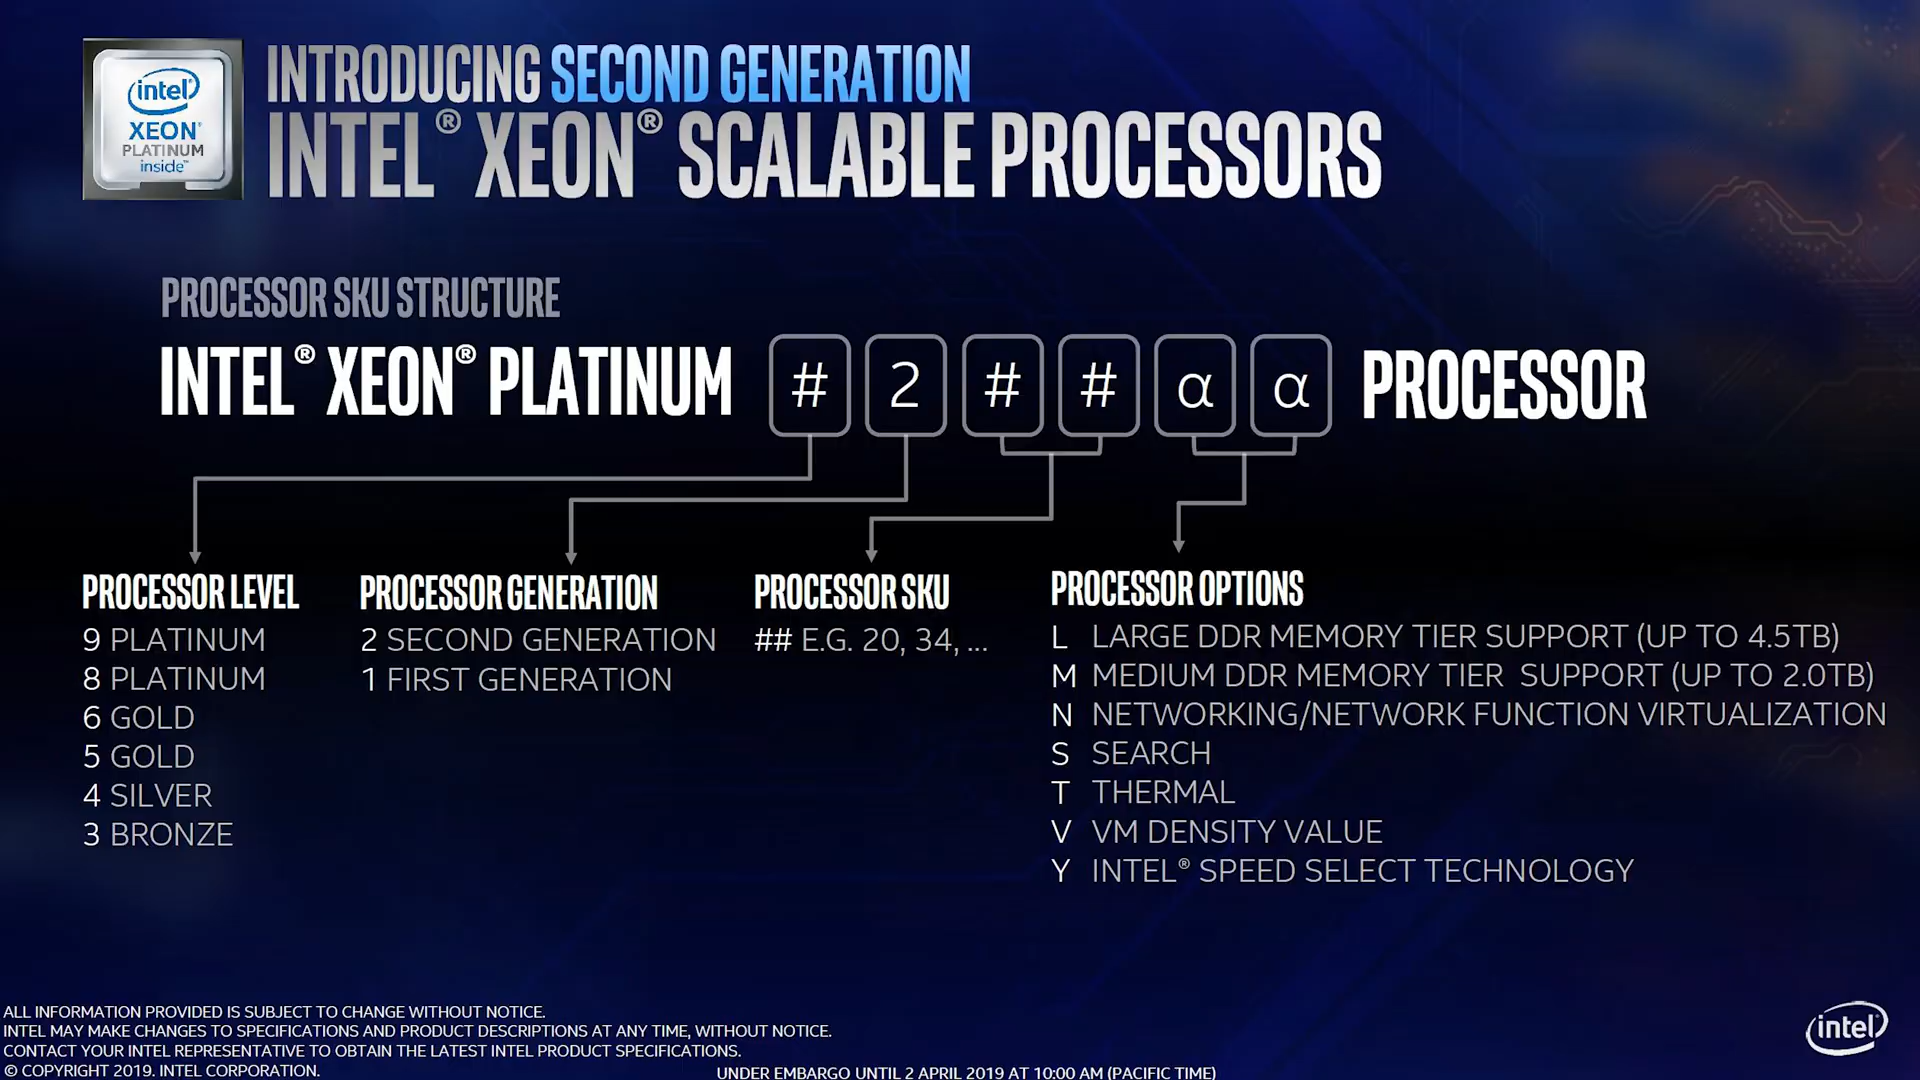 intel®
XEON®
PLATINUM
inside™
INTRODUCING SECOND GENERATION
INTEL® XEON® SCALABLE PROCESSORS
PROCESSOR SKU STRUCTURE
INTEL® XEON® PLATINUM # 2 # # α α PROCESSOR
PROCESSOR LEVEL
9 PLATINUM
8 PLATINUM
6 GOLD
5 GOLD
4 SILVER
3 BRONZE
PROCESSOR GENERATION
2 SECOND GENERATION
1 FIRST GENERATION
PROCESSOR SKU
## E.G. 20, 34, ...
PROCESSOR OPTIONS
L LARGE DDR MEMORY TIER SUPPORT (UP TO 4.5TB)
M MEDIUM DDR MEMORY TIER SUPPORT (UP TO 2.0TB)
N NETWORKING/NETWORK FUNCTION VIRTUALIZATION
S SEARCH
T THERMAL
V VM DENSITY VALUE
Y INTEL® SPEED SELECT TECHNOLOGY
ALL INFORMATION PROVIDED IS SUBJECT TO CHANGE WITHOUT NOTICE.
INTEL MAY MAKE CHANGES TO SPECIFICATIONS AND PRODUCT DESCRIPTIONS AT ANY TIME, WITHOUT NOTICE.
CONTACT YOUR INTEL REPRESENTATIVE TO OBTAIN THE LATEST INTEL PRODUCT SPECIFICATIONS.
© COPYRIGHT 2019. INTEL CORPORATION.
UNDER EMBARGO UNTIL 2 APRIL 2019 AT 10:00 AM (PACIFIC TIME)
intel®